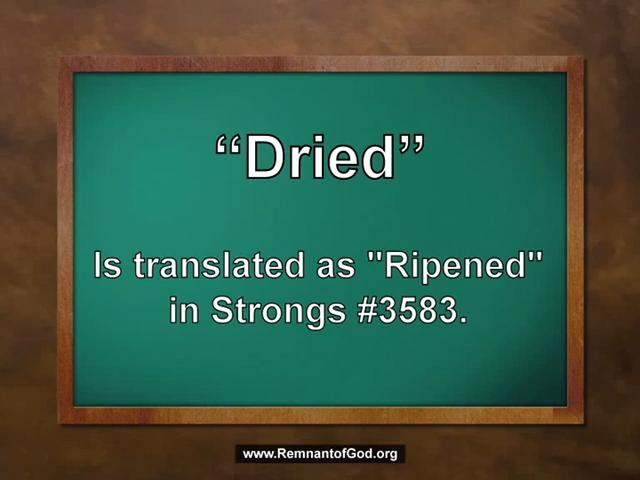 “Dried”
Is translated as "Ripened"
in Strongs #3583.
www.RemnantofGod.org